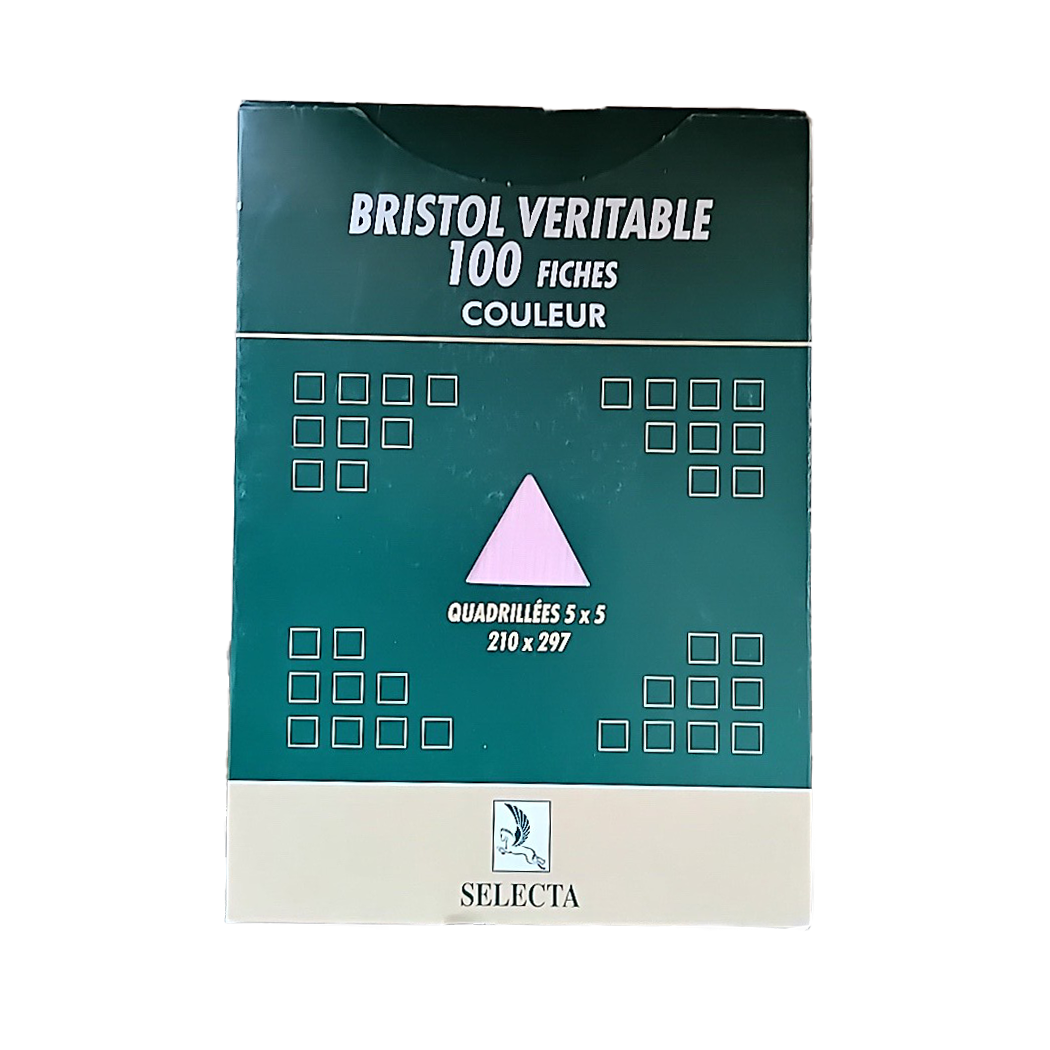 BRISTOL VERITABLE
100 FICHES
COULEUR
QUADRILLÉES 5 x 5
210 x 297
SELECTA